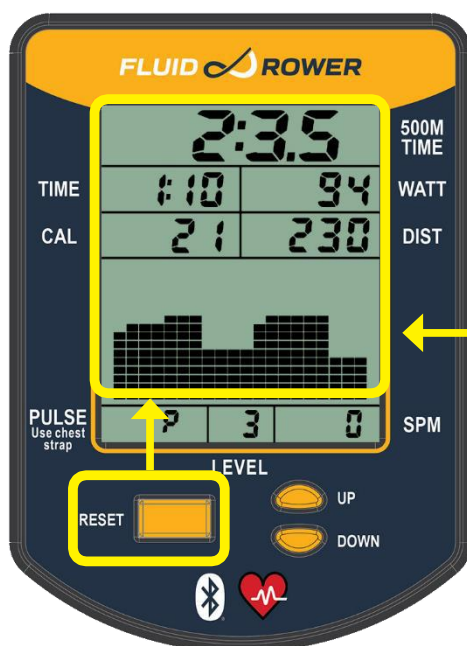 FLUID ROWER
2:3.5 500M TIME
TIME 1:10 94 WATT
CAL 21 230 DIST
PULSE Use chest strap P 3 0 SPM
LEVEL
RESET UP
DOWN